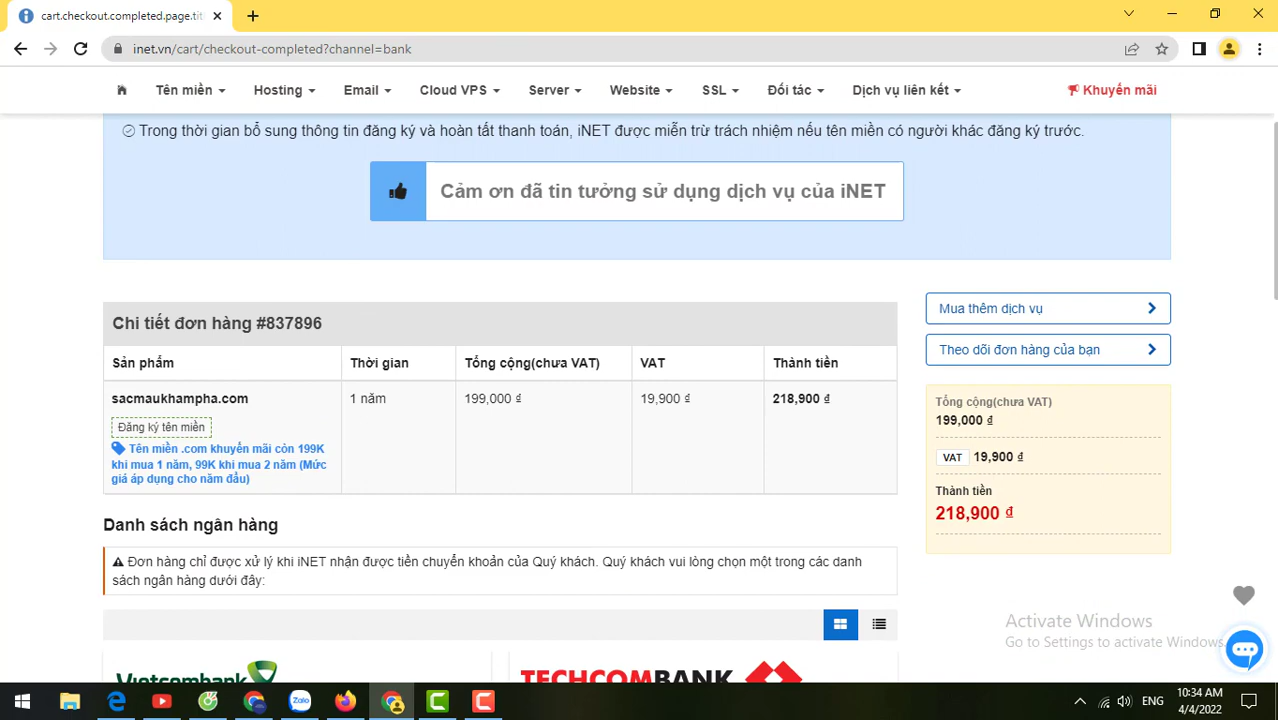 cart.checkout.completed.page.tit
inet.vn/cart/checkout-completed?channel=bank
Tên miền
Hosting
Email
Cloud VPS
Server
Website
SSL
Đối tác
Dịch vụ liên kết
Khuyến mãi
Trong thời gian bổ sung thông tin đăng ký và hoàn tất thanh toán, iNET được miễn trừ trách nhiệm nếu tên miền có người khác đăng ký trước.
Cảm ơn đã tin tưởng sử dụng dịch vụ của iNET
Chi tiết đơn hàng #837896
Sản phẩm
Thời gian
Tổng cộng(chưa VAT)
VAT
Thành tiền
sacmaukhampha.com
1 năm
199,000 ₫
19,900 ₫
218,900 ₫
Đăng ký tên miền
Tên miền .com khuyến mãi còn 199K
khi mua 1 năm, 99K khi mua 2 năm (Mức
giá áp dụng cho năm đầu)
Mua thêm dịch vụ
Theo dõi đơn hàng của bạn
Tổng cộng(chưa VAT)
199,000 ₫
VAT 19,900 ₫
Thành tiền
218,900 ₫
Danh sách ngân hàng
Đơn hàng chỉ được xử lý khi iNET nhận được tiền chuyển khoản của Quý khách. Quý khách vui lòng chọn một trong các danh
sách ngân hàng dưới đây:
Vietcombank
TECHCOMBANK
Activate Windows
Go to Settings to activate Windows.
Zalo
ENG
10:34 AM
4/4/2022